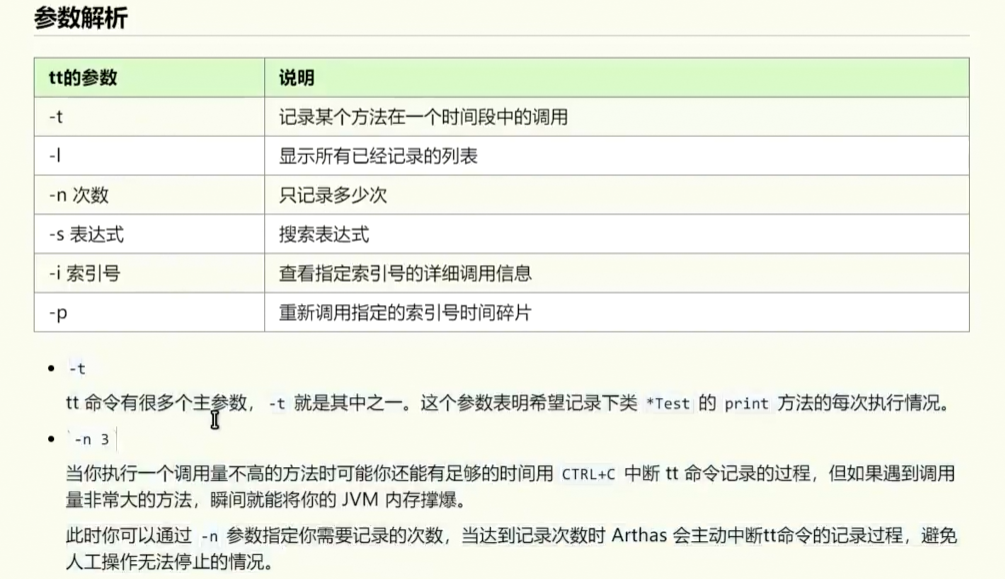 参数解析
tt的参数 说明
-t 记录某个方法在一个时间段中的调用
-l 显示所有已经记录的列表
-n 次数 只记录多少次
-s 表达式 搜索表达式
-i 索引号 查看指定索引号的详细调用信息
-p 重新调用指定的索引号时间碎片
-t
tt 命令有很多个主参数， -t 就是其中之一。这个参数表明希望记录下类 *Test 的 print 方法的每次执行情况。
-n 3
当你执行一个调用量不高的方法时可能你还能有足够的时间用 CTRL+C 中断 tt 命令记录的过程，但如果遇到调用
量非常大的方法，瞬间就能将你的 JVM 内存撑爆。
此时你可以通过 -n 参数指定你需要记录的次数，当达到记录次数时 Arthas 会主动中断tt命令的记录过程，避免
人工操作无法停止的情况。